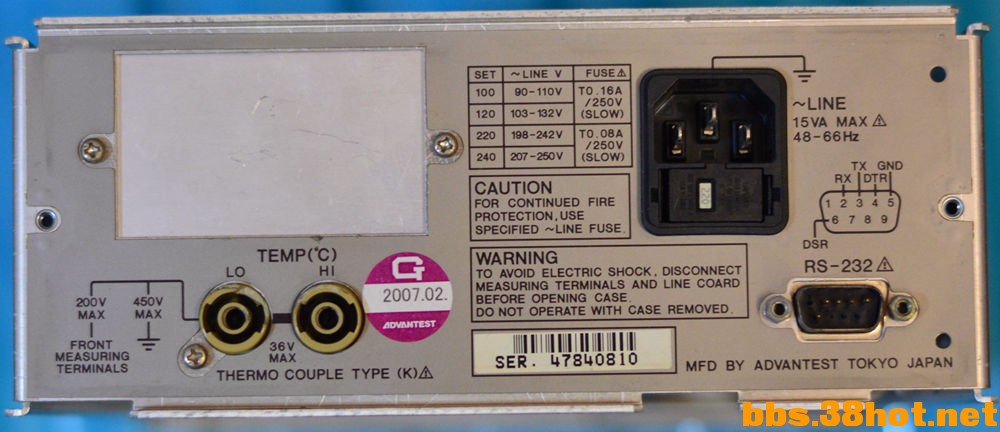 SET ~LINE V FUSE⚠
100 90-110V T0.16A
/250V
120 103-132V (SLOW)
220 198-242V T0.08A
/250V
240 207-250V (SLOW)
~LINE
15VA MAX⚠
48-66Hz
220
TX GND
RX DTR
1 2 3 4 5
6 7 8 9
DSR
RS-232⚠
CAUTION
FOR CONTINUED FIRE
PROTECTION, USE
SPECIFIED ~LINE FUSE.
WARNING
TO AVOID ELECTRIC SHOCK, DISCONNECT
MEASURING TERMINALS AND LINE COARD
BEFORE OPENING CASE.
DO NOT OPERATE WITH CASE REMOVED.
TEMP(℃)
LO HI
200V
MAX
450V
MAX
FRONT
MEASURING
TERMINALS
36V
MAX
THERMO COUPLE TYPE (K)⚠
G
2007.02.
ADVANTEST
SER. 47840810
MFD BY ADVANTEST TOKYO JAPAN
bbs.38hot.net